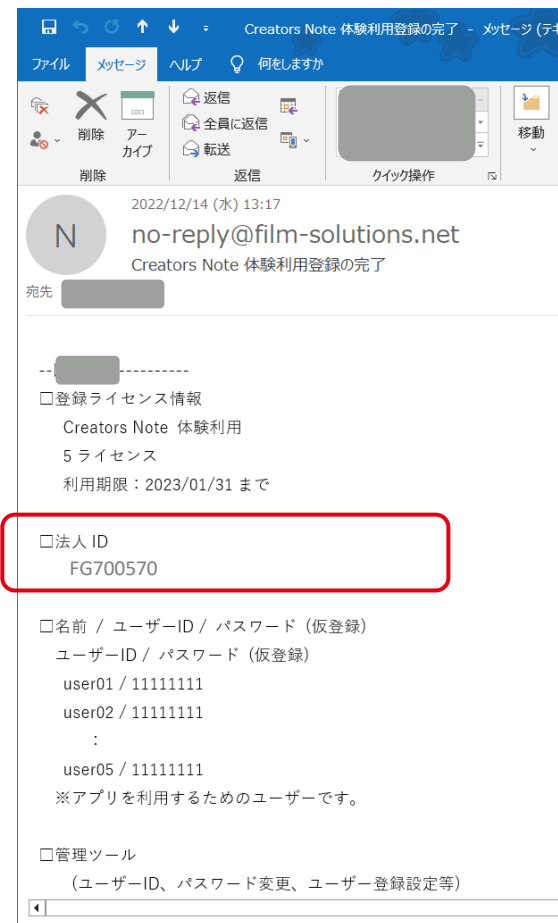 Creators Note 体験利用登録の完了 - メッセージ (テキ
ファイル メッセージ ヘルプ 何をしますか
削除
アーカイブ
返信
全員に返信
転送
移動
削除 返信 クイック操作
2022/12/14 (水) 13:17
N
no-reply@film-solutions.net
Creators Note 体験利用登録の完了
宛先
--
----------
□登録ライセンス情報
Creators Note 体験利用
5 ライセンス
利用期限：2023/01/31 まで
□法人 ID
FG700570
□名前 / ユーザーID / パスワード（仮登録）
ユーザーID / パスワード（仮登録）
user01 / 11111111
user02 / 11111111
：
user05 / 11111111
※アプリを利用するためのユーザーです。
□管理ツール
（ユーザーID、パスワード変更、ユーザー登録設定等）